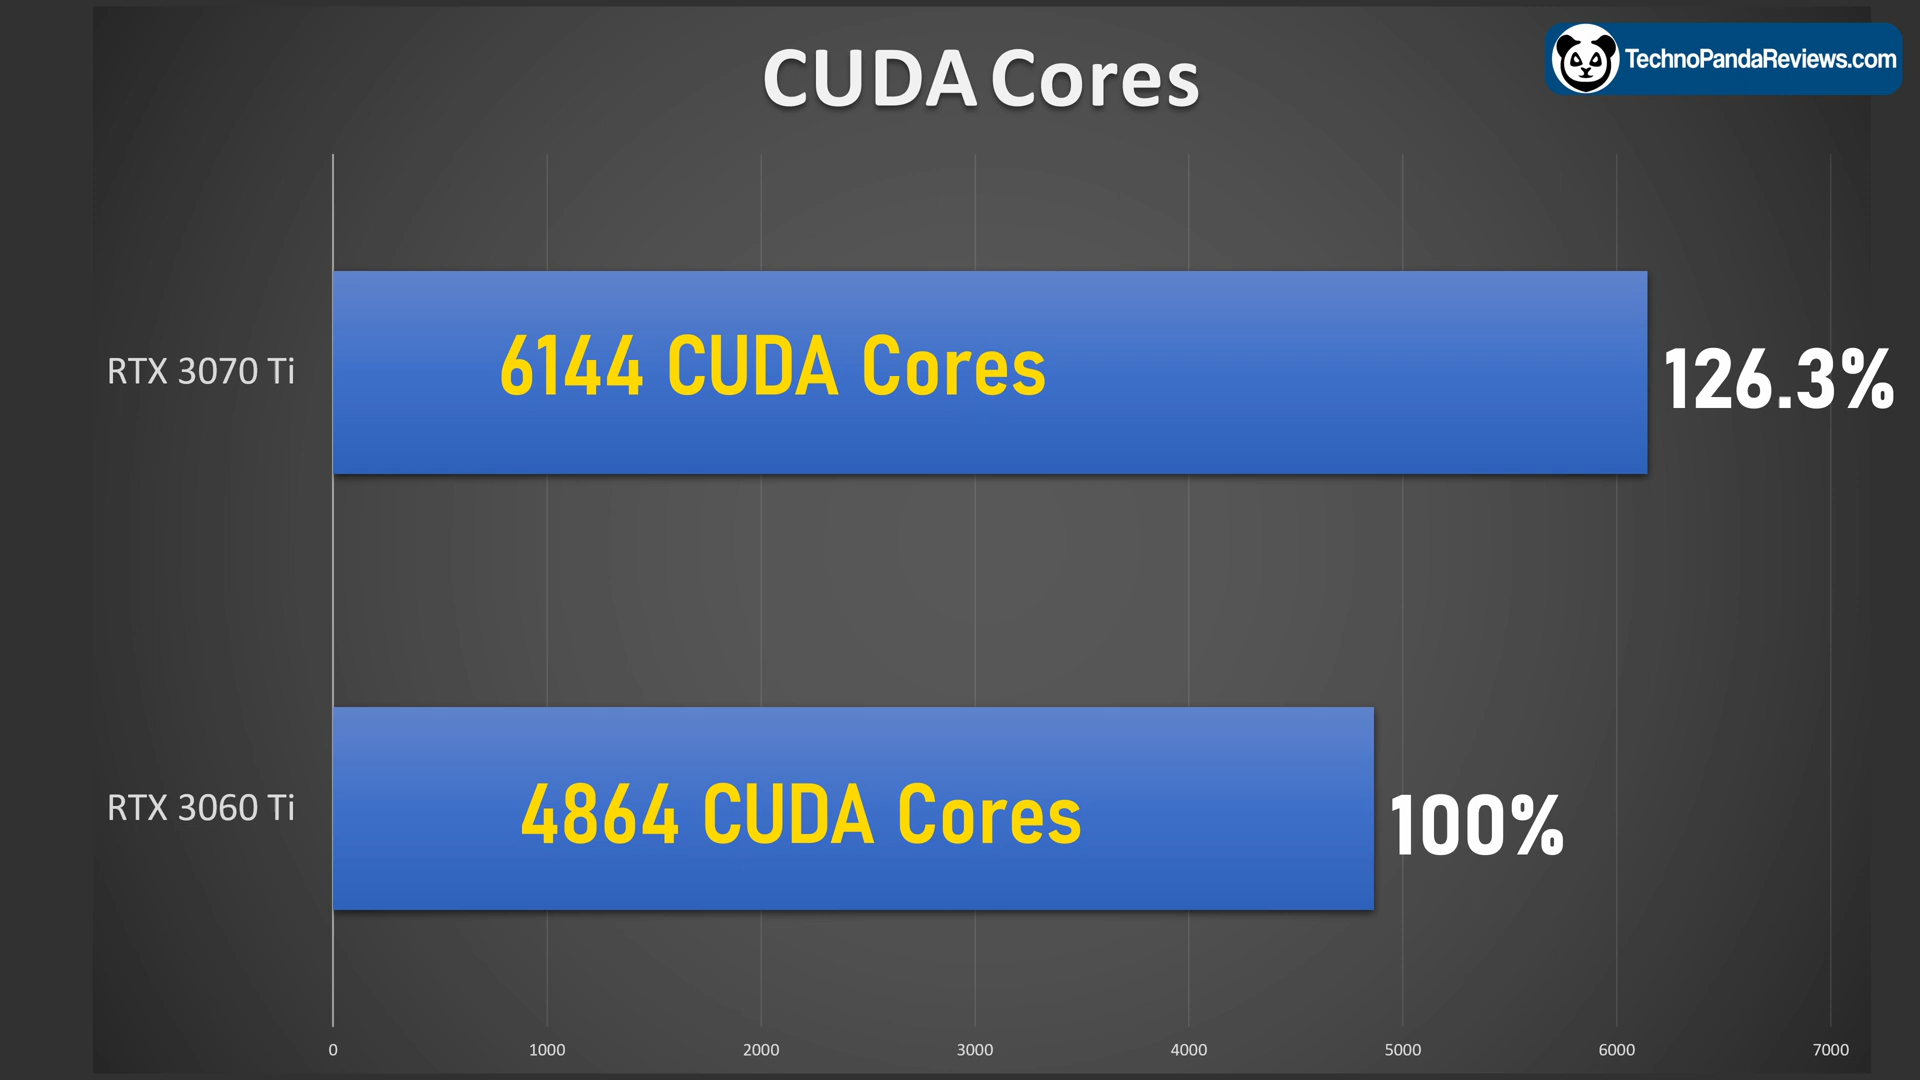 CUDA Cores
TechnoPandaReviews.com
RTX 3070 Ti
6144 CUDA Cores
126.3%
RTX 3060 Ti
4864 CUDA Cores
100%
0 1000 2000 3000 4000 5000 6000 7000